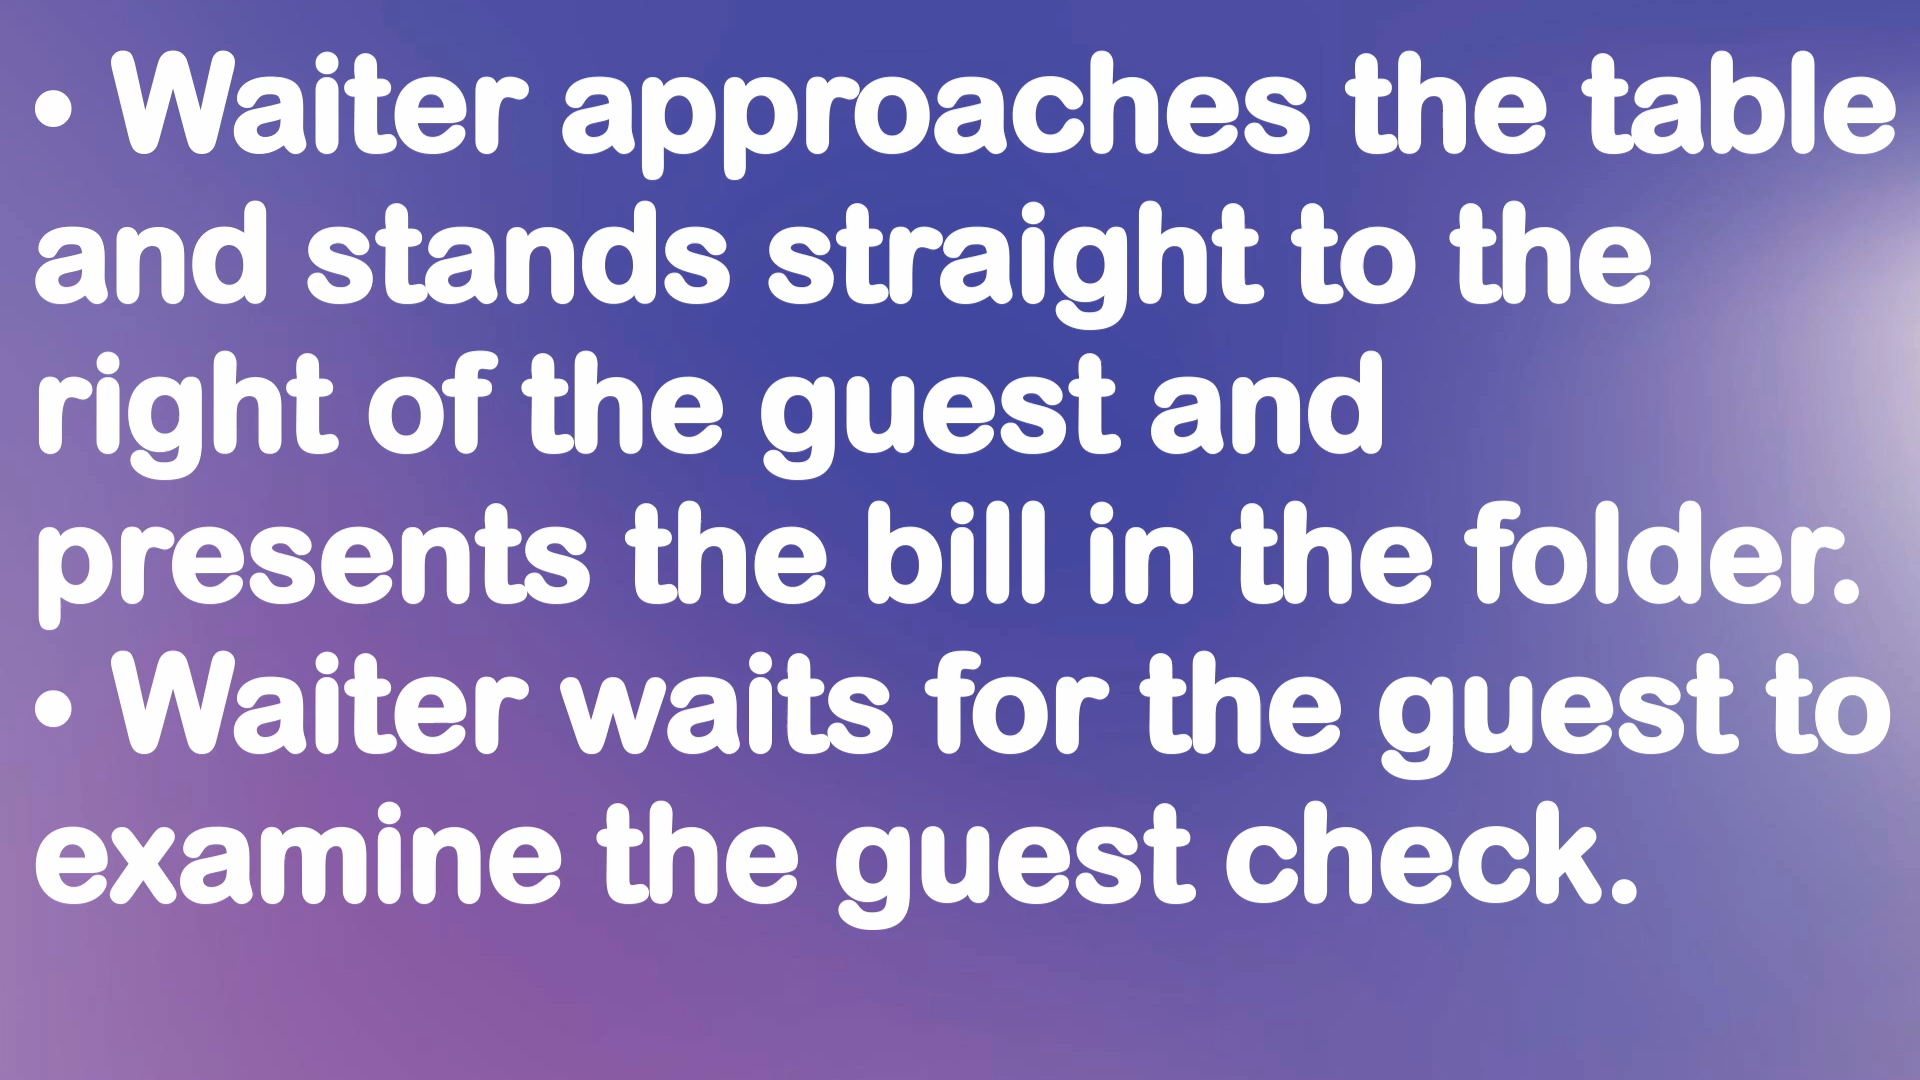 • Waiter approaches the table
and stands straight to the
right of the guest and
presents the bill in the folder.
• Waiter waits for the guest to
examine the guest check.